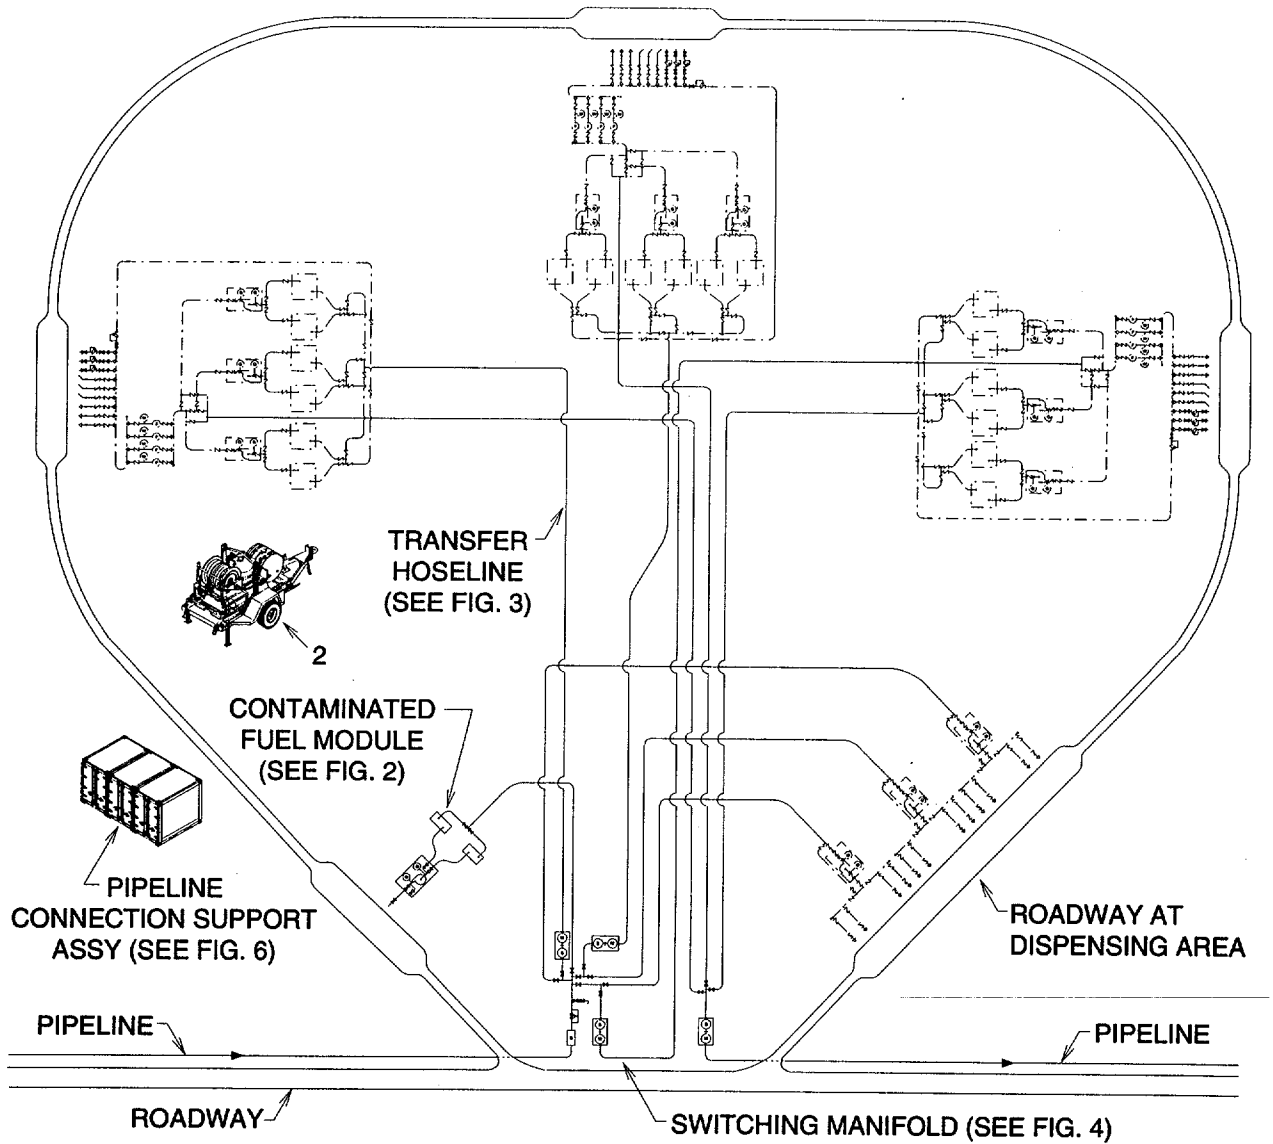 TRANSFER
HOSELINE
(SEE FIG. 3)
2
CONTAMINATED
FUEL MODULE
(SEE FIG. 2)
PIPELINE
CONNECTION SUPPORT
ASSY (SEE FIG. 6)
ROADWAY AT
DISPENSING AREA
PIPELINE
PIPELINE
ROADWAY
SWITCHING MANIFOLD (SEE FIG. 4)